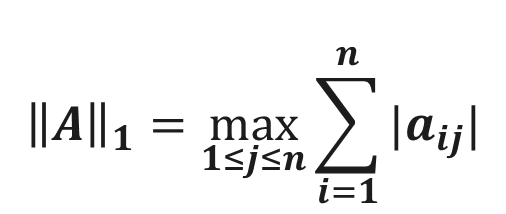 ‖A‖₁ = max_{1≤j≤n} ∑_{i=1}^{n} |a_{ij}|